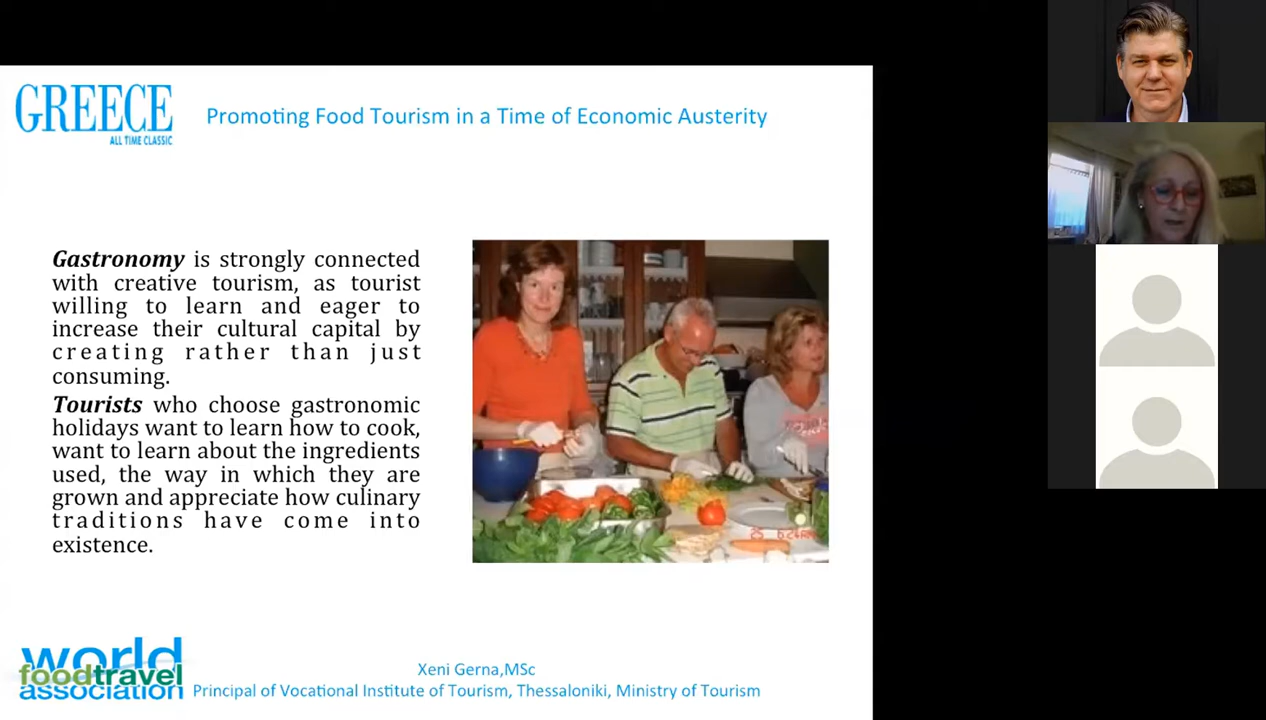 GREECE
ALL TIME CLASSIC
Promoting Food Tourism in a Time of Economic Austerity
Gastronomy is strongly connected
with creative tourism, as tourist
willing to learn and eager to
increase their cultural capital by
creating rather than just
consuming.
Tourists who choose gastronomic
holidays want to learn how to cook,
want to learn about the ingredients
used, the way in which they are
grown and appreciate how culinary
traditions have come into
existence.
world
foodtravel
association
Xeni Gerna,MSc
Principal of Vocational Institute of Tourism, Thessaloniki, Ministry of Tourism